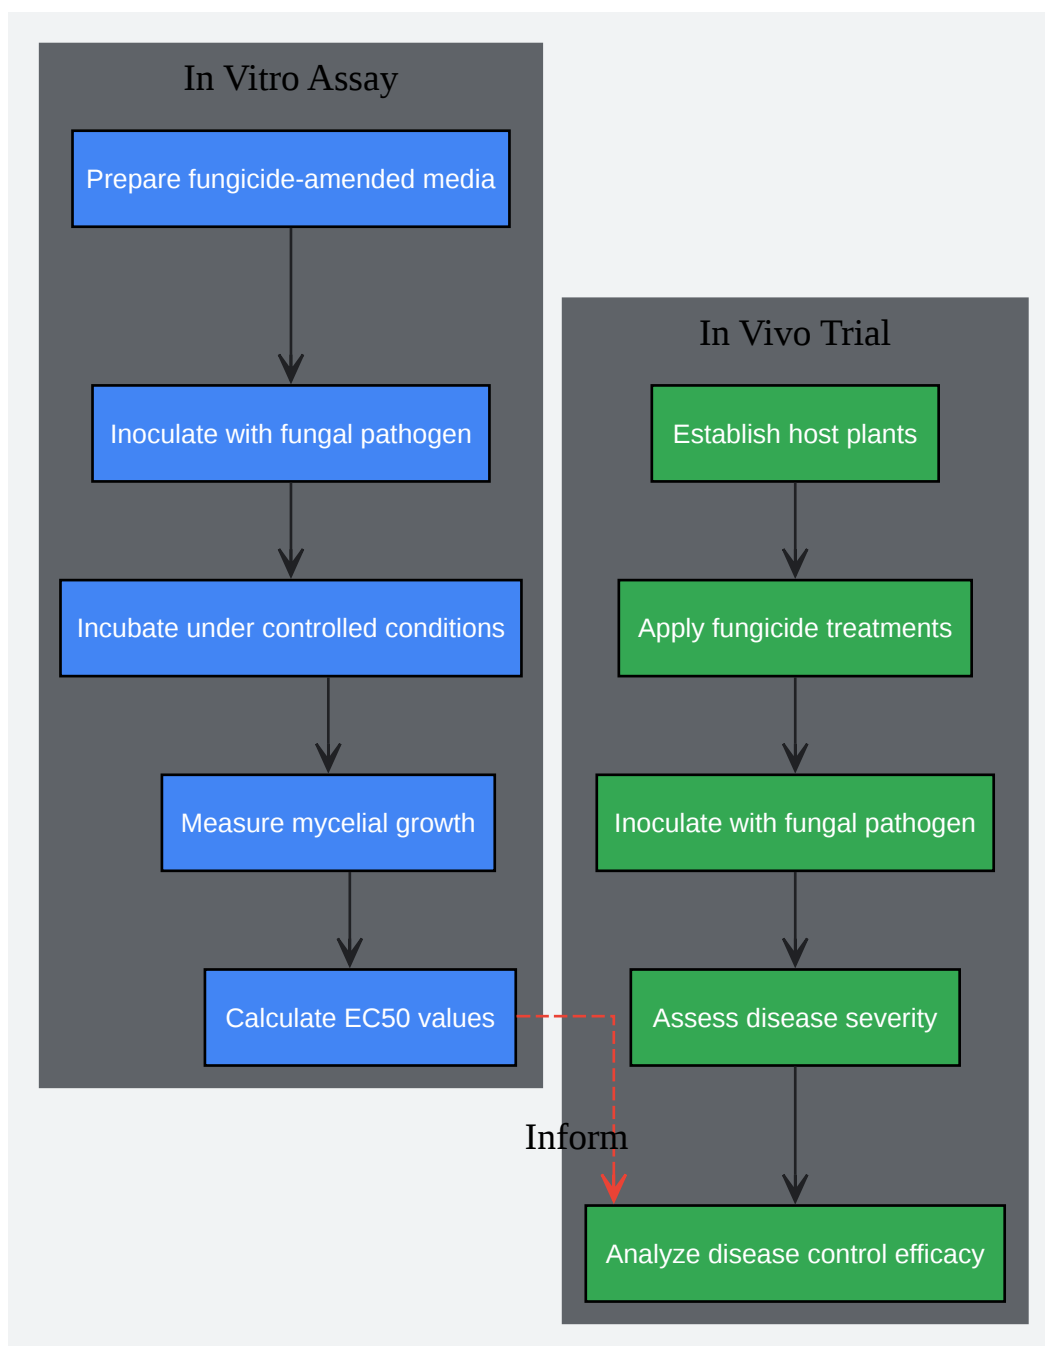 In Vitro Assay
Prepare fungicide-amended media
Inoculate with fungal pathogen
Incubate under controlled conditions
Measure mycelial growth
Calculate EC50 values
Inform
In Vivo Trial
Establish host plants
Apply fungicide treatments
Inoculate with fungal pathogen
Assess disease severity
Analyze disease control efficacy